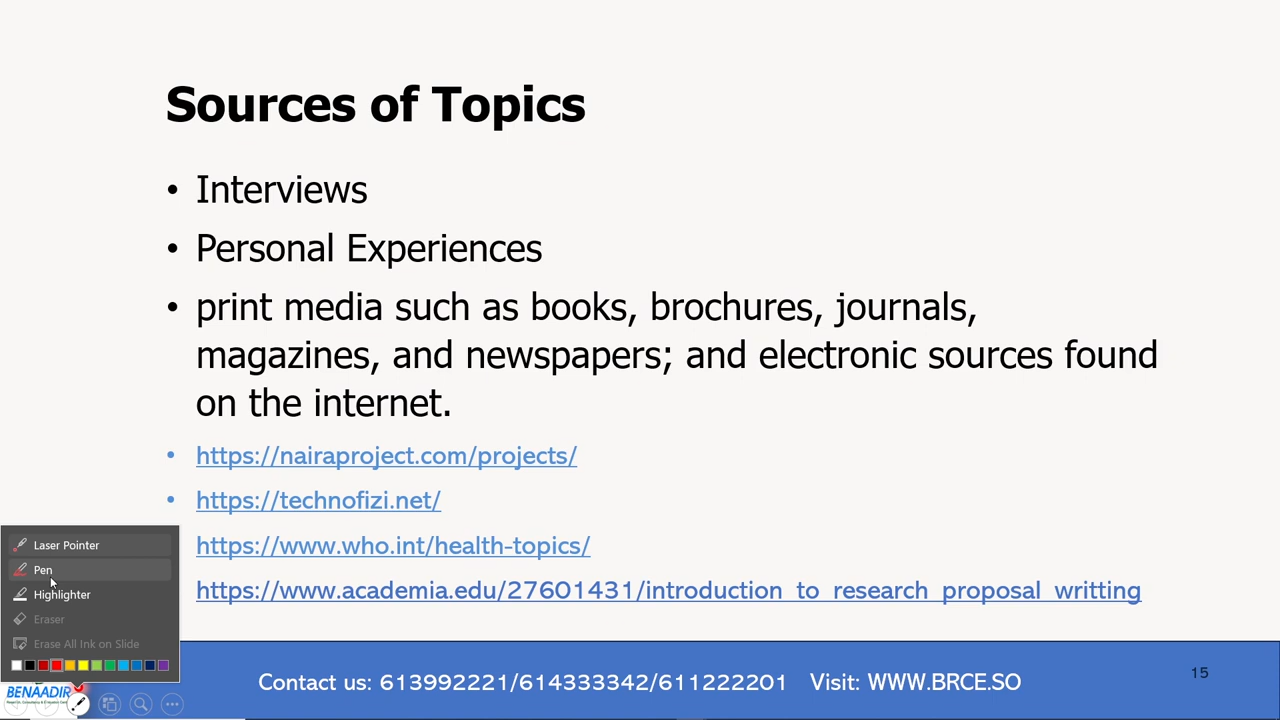 Sources of Topics
• Interviews
• Personal Experiences
• print media such as books, brochures, journals,
magazines, and newspapers; and electronic sources found
on the internet.
• https://nairaproject.com/projects/
• https://technofizi.net/
https://www.who.int/health-topics/
https://www.academia.edu/27601431/introduction_to_research_proposal_writting
Laser Pointer
Pen
Highlighter
Eraser
Erase All Ink on Slide
BENAADIR
Contact us: 613992221/614333342/611222201 Visit: WWW.BRCE.SO
15